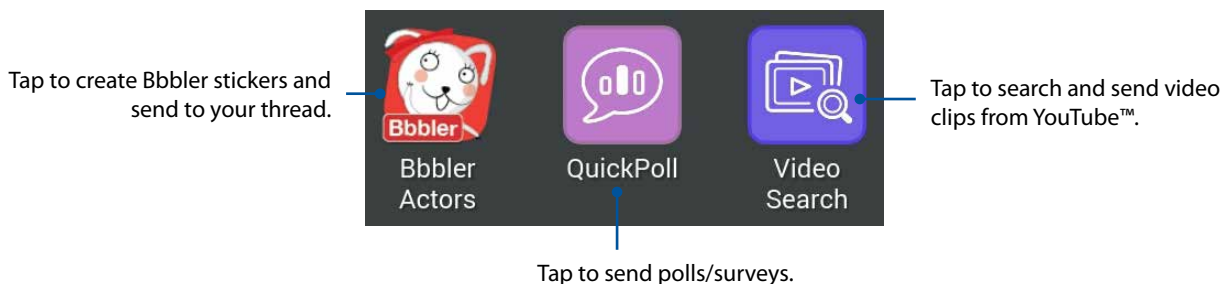 Tap to create Bbbler stickers and
send to your thread.
Bbbler
Bbbler
Actors
QuickPoll
Video
Search
Tap to search and send video
clips from YouTube™.
Tap to send polls/surveys.